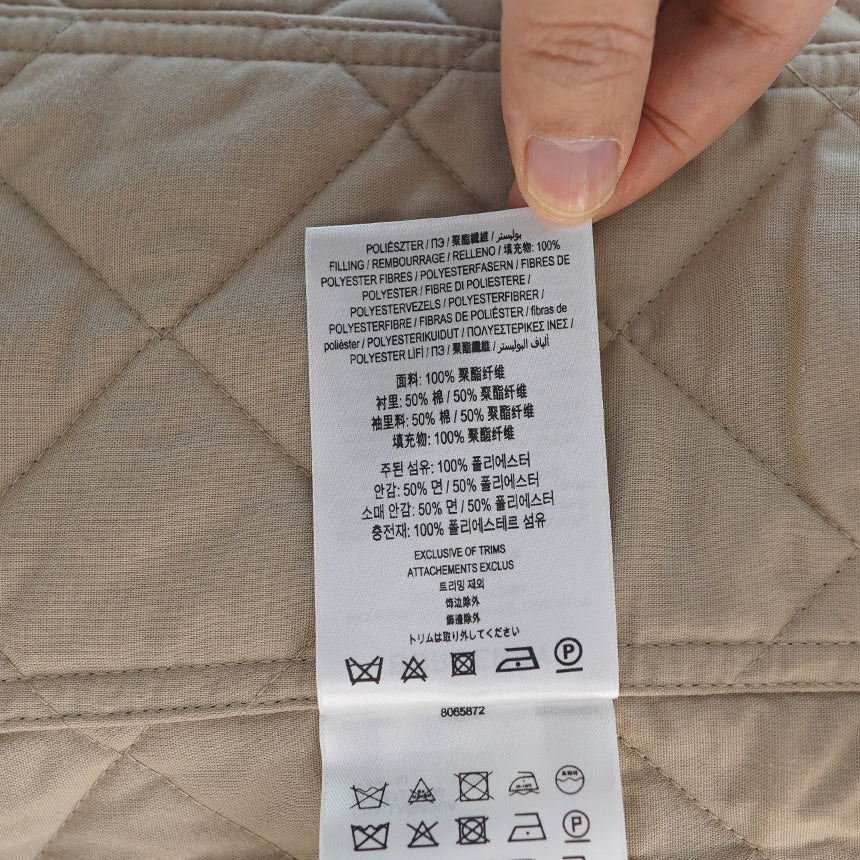 POLIÉSZTER / ПЭ / 聚酯纖維 / بوليستر
FILLING / REMBOURRAGE / RELLENO / 填充物: 100%
POLYESTER FIBRES / POLYESTERFASERN / FIBRES DE
POLYESTER / FIBRE DI POLIESTERE /
POLYESTERVEZELS / POLYESTERFIBRER /
POLYESTERFIBRE / FIBRAS DE POLIÉSTER / fibras de
poliéster / POLYESTERIKUIDUT / ΠΟΛΥΕΣΤΕΡΙΚΕΣ ΙΝΕΣ /
POLYESTER LİFİ / ПЭ / 聚酯纖維 / ألياف البوليستر
面料: 100% 聚酯纤维
衬里: 50% 棉 / 50% 聚酯纤维
袖里料: 50% 棉 / 50% 聚酯纤维
填充物: 100% 聚酯纤维
주된 섬유: 100% 폴리에스터
안감: 50% 면 / 50% 폴리에스터
소매 안감: 50% 면 / 50% 폴리에스터
충전재: 100% 폴리에스테르 섬유
EXCLUSIVE OF TRIMS
ATTACHEMENTS EXCLUS
트리밍 제외
饰边除外
飾邊除外
トリムは取り外してください
P
8065872
P